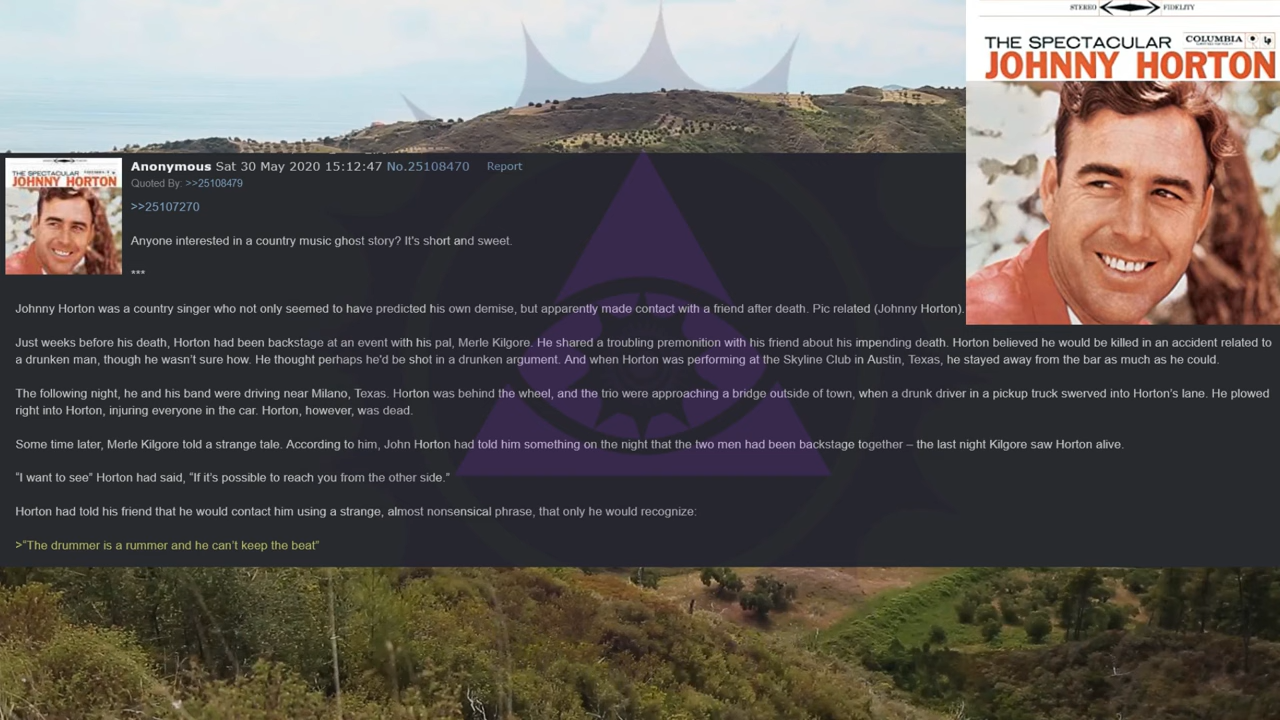 STEREO FIDELITY
THE SPECTACULAR COLUMBIA
JOHNNY HORTON
THE SPECTACULAR
JOHNNY HORTON
Anonymous Sat 30 May 2020 15:12:47 No.25108470 Report
Quoted By: >>25108479
>>25107270
Anyone interested in a country music ghost story? It's short and sweet.
***
Johnny Horton was a country singer who not only seemed to have predicted his own demise, but apparently made contact with a friend after death. Pic related (Johnny Horton).
Just weeks before his death, Horton had been backstage at an event with his pal, Merle Kilgore. He shared a troubling premonition with his friend about his impending death. Horton believed he would be killed in an accident related to
a drunken man, though he wasn’t sure how. He thought perhaps he'd be shot in a drunken argument. And when Horton was performing at the Skyline Club in Austin, Texas, he stayed away from the bar as much as he could.
The following night, he and his band were driving near Milano, Texas. Horton was behind the wheel, and the trio were approaching a bridge outside of town, when a drunk driver in a pickup truck swerved into Horton’s lane. He plowed
right into Horton, injuring everyone in the car. Horton, however, was dead.
Some time later, Merle Kilgore told a strange tale. According to him, John Horton had told him something on the night that the two men had been backstage together – the last night Kilgore saw Horton alive.
“I want to see” Horton had said, “If it’s possible to reach you from the other side.”
Horton had told his friend that he would contact him using a strange, almost nonsensical phrase, that only he would recognize:
>“The drummer is a rummer and he can’t keep the beat”